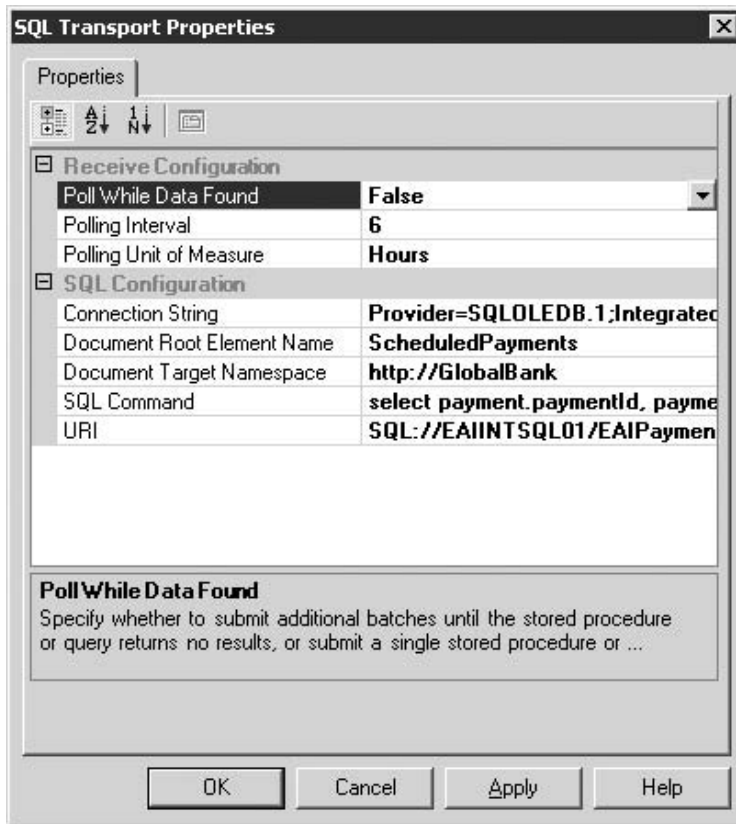 SQL Transport Properties
Properties
Receive Configuration
Poll While Data Found False
Polling Interval 6
Polling Unit of Measure Hours
SQL Configuration
Connection String Provider=SQLOLEDB.1;Integrated
Document Root Element Name ScheduledPayments
Document Target Namespace http://GlobalBank
SQL Command select payment.paymentId, payme
URI SQL://EAIINTSQL01/EAIPaymen
Poll While Data Found
Specify whether to submit additional batches until the stored procedure
or query returns no results, or submit a single stored procedure or ...
OK Cancel Apply Help